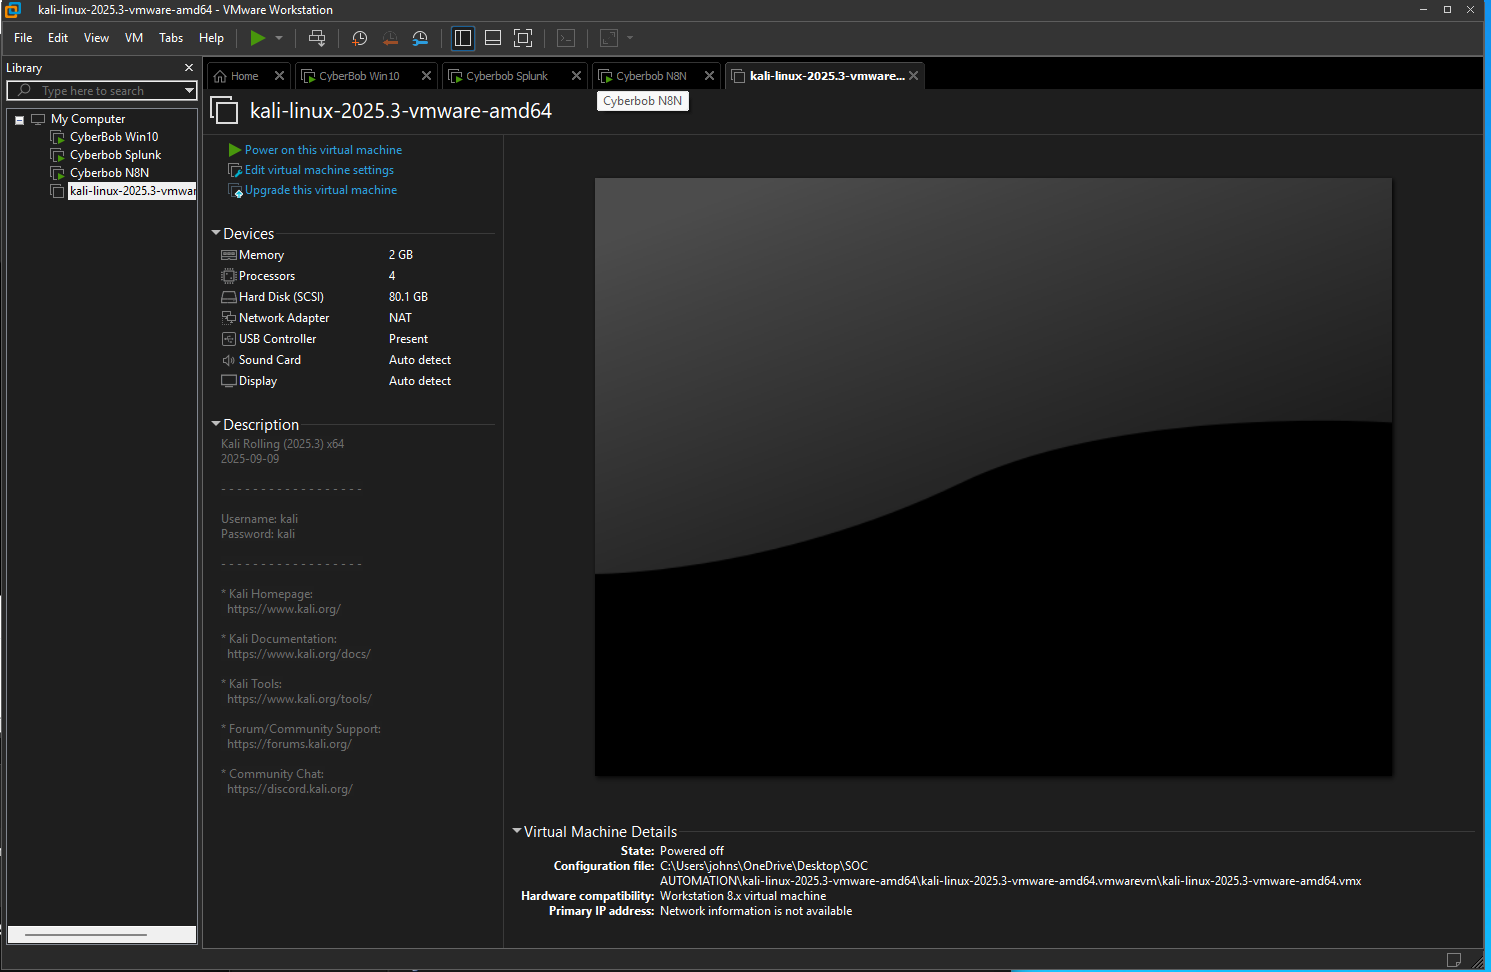 kali-linux-2025.3-vmware-amd64 - VMware Workstation
File Edit View VM Tabs Help
Library
Type here to search
My Computer
CyberBob Win10
Cyberbob Splunk
Cyberbob N8N
kali-linux-2025.3-vmwar
Home CyberBob Win10 Cyberbob Splunk Cyberbob N8N kali-linux-2025.3-vmware...
Cyberbob N8N
kali-linux-2025.3-vmware-amd64
Power on this virtual machine
Edit virtual machine settings
Upgrade this virtual machine
Devices
Memory 2 GB
Processors 4
Hard Disk (SCSI) 80.1 GB
Network Adapter NAT
USB Controller Present
Sound Card Auto detect
Display Auto detect
Description
Kali Rolling (2025.3) x64
2025-09-09
- - - - - - - - - - - - - - - - - -
Username: kali
Password: kali
- - - - - - - - - - - - - - - - - -
* Kali Homepage:
https://www.kali.org/
* Kali Documentation:
https://www.kali.org/docs/
* Kali Tools:
https://www.kali.org/tools/
* Forum/Community Support:
https://forums.kali.org/
* Community Chat:
https://discord.kali.org/
Virtual Machine Details
State: Powered off
Configuration file: C:\Users\johns\OneDrive\Desktop\SOC
AUTOMATION\kali-linux-2025.3-vmware-amd64\kali-linux-2025.3-vmware-amd64.vmwarevm\kali-linux-2025.3-vmware-amd64.vmx
Hardware compatibility: Workstation 8.x virtual machine
Primary IP address: Network information is not available